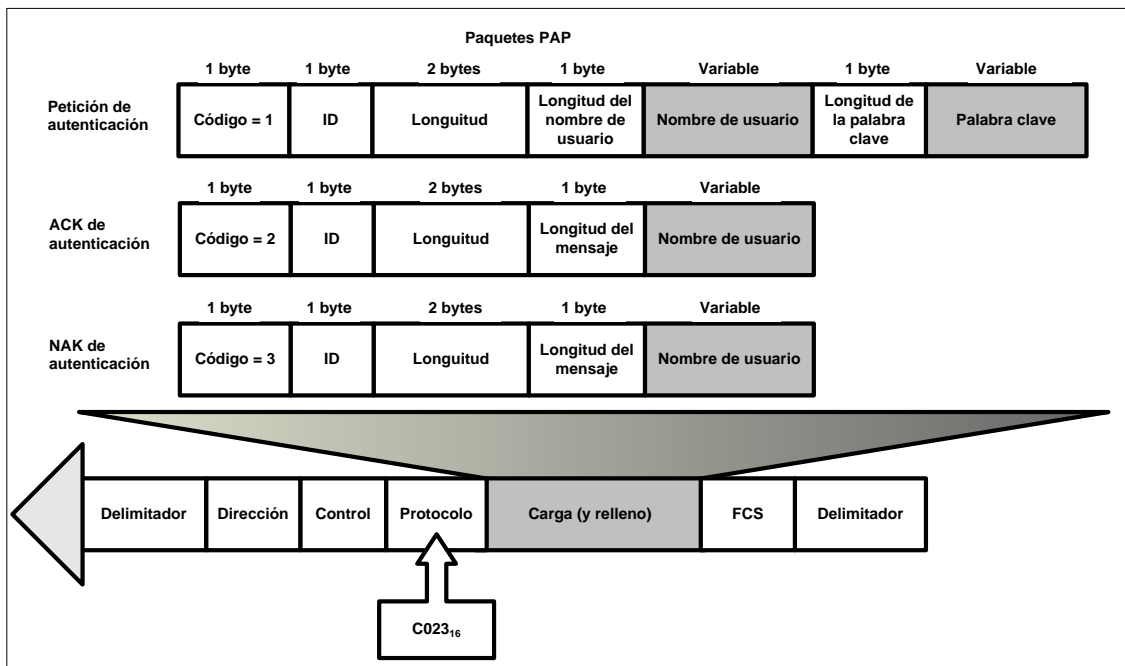 Paquetes PAP
1 byte 1 byte 2 bytes 1 byte Variable 1 byte Variable
Petición de
autenticación
Código = 1
ID
Longuitud
Longitud del
nombre de
usuario
Nombre de usuario
Longitud de
la palabra
clave
Palabra clave
1 byte 1 byte 2 bytes 1 byte Variable
ACK de
autenticación
Código = 2
ID
Longuitud
Longitud del
mensaje
Nombre de usuario
1 byte 1 byte 2 bytes 1 byte Variable
NAK de
autenticación
Código = 3
ID
Longuitud
Longitud del
mensaje
Nombre de usuario
Delimitador
Dirección
Control
Protocolo
Carga (y relleno)
FCS
Delimitador
C023₁₆